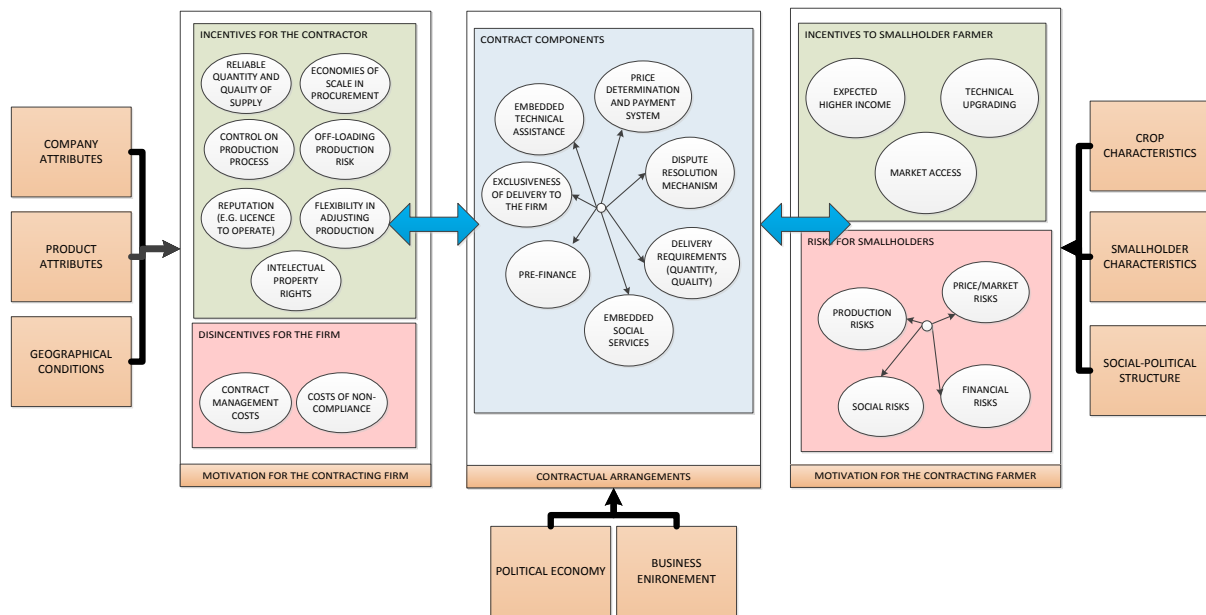 COMPANY
ATTRIBUTES
PRODUCT
ATTRIBUTES
GEOGRAPHICAL
CONDITIONS
INCENTIVES FOR THE CONTRACTOR
RELIABLE
QUANTITY AND
QUALITY OF
SUPPLY
ECONOMIES OF
SCALE IN
PROCUREMENT
CONTROL ON
PRODUCTION
PROCESS
OFF-LOADING
PRODUCTION
RISK
REPUTATION
(E.G. LICENCE
TO OPERATE)
FLEXIBILITY IN
ADJUSTING
PRODUCTION
INTELECTUAL
PROPERTY
RIGHTS
DISINCENTIVES FOR THE FIRM
CONTRACT
MANAGEMENT
COSTS
COSTS OF NON-
COMPLIANCE
MOTIVATION FOR THE CONTRACTING FIRM
CONTRACT COMPONENTS
EMBEDDED
TECHNICAL
ASSISTANCE
PRICE
DETERMINATION
AND PAYMENT
SYSTEM
DISPUTE
RESOLUTION
MECHANISM
EXCLUSIVENESS
OF DELIVERY TO
THE FIRM
PRE-FINANCE
DELIVERY
REQUIREMENTS
(QUANTITY,
QUALITY)
EMBEDDED
SOCIAL
SERVICES
CONTRACTUAL ARRANGEMENTS
POLITICAL ECONOMY
BUSINESS
ENIRONEMENT
INCENTIVES TO SMALLHOLDER FARMER
EXPECTED
HIGHER INCOME
TECHNICAL
UPGRADING
MARKET ACCESS
RISKS FOR SMALLHOLDERS
PRODUCTION
RISKS
PRICE/MARKET
RISKS
SOCIAL RISKS
FINANCIAL
RISKS
MOTIVATION FOR THE CONTRACTING FARMER
CROP
CHARACTERISTICS
SMALLHOLDER
CHARACTERISTICS
SOCIAL-POLITICAL
STRUCTURE